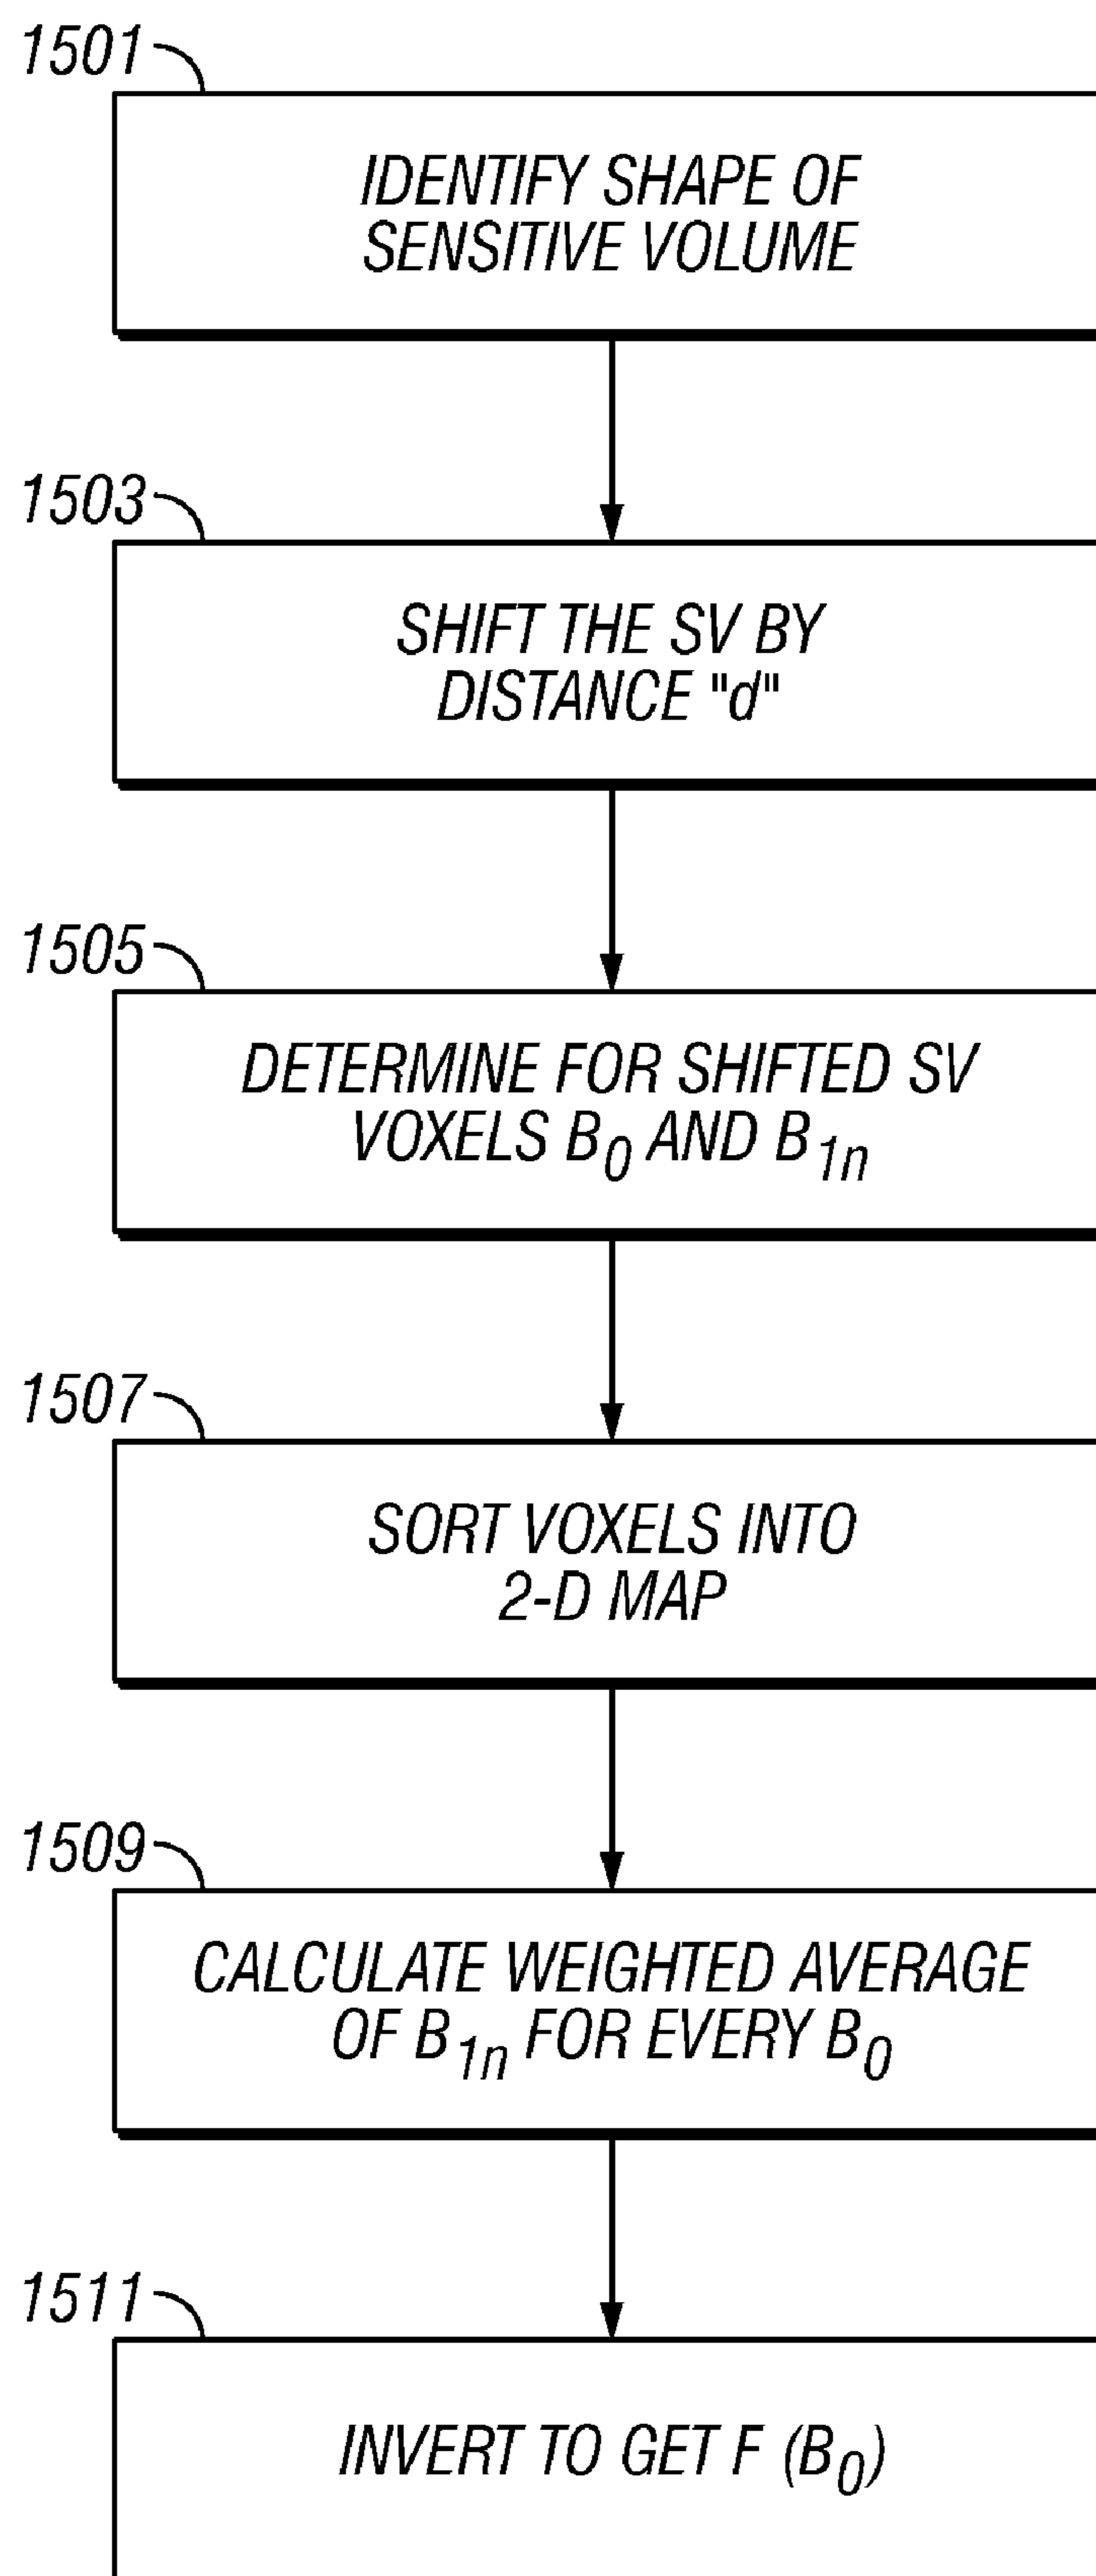 1501
IDENTIFY SHAPE OF
SENSITIVE VOLUME
1503
SHIFT THE SV BY
DISTANCE "d"
1505
DETERMINE FOR SHIFTED SV
VOXELS B0 AND B1n
1507
SORT VOXELS INTO
2-D MAP
1509
CALCULATE WEIGHTED AVERAGE
OF B1n FOR EVERY B0
1511
INVERT TO GET F (B0)